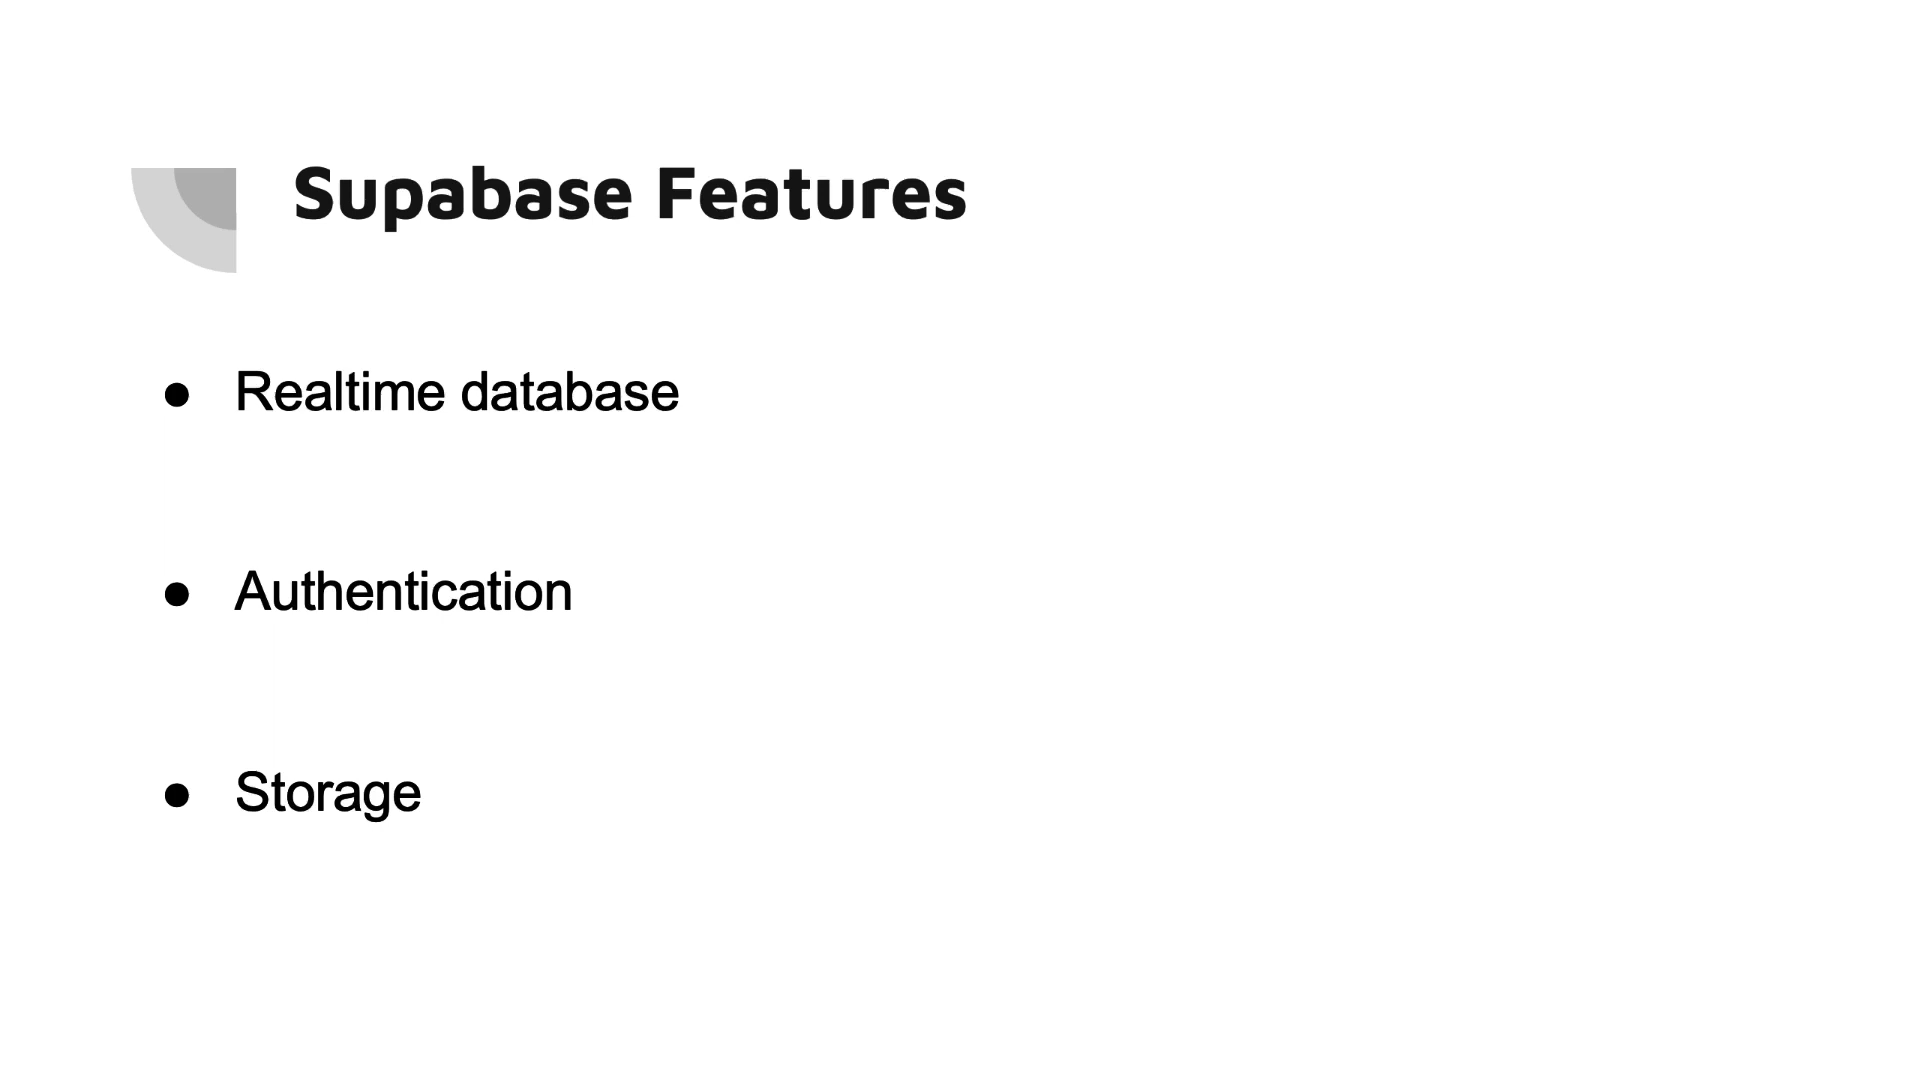 Supabase Features
● Realtime database
● Authentication
● Storage